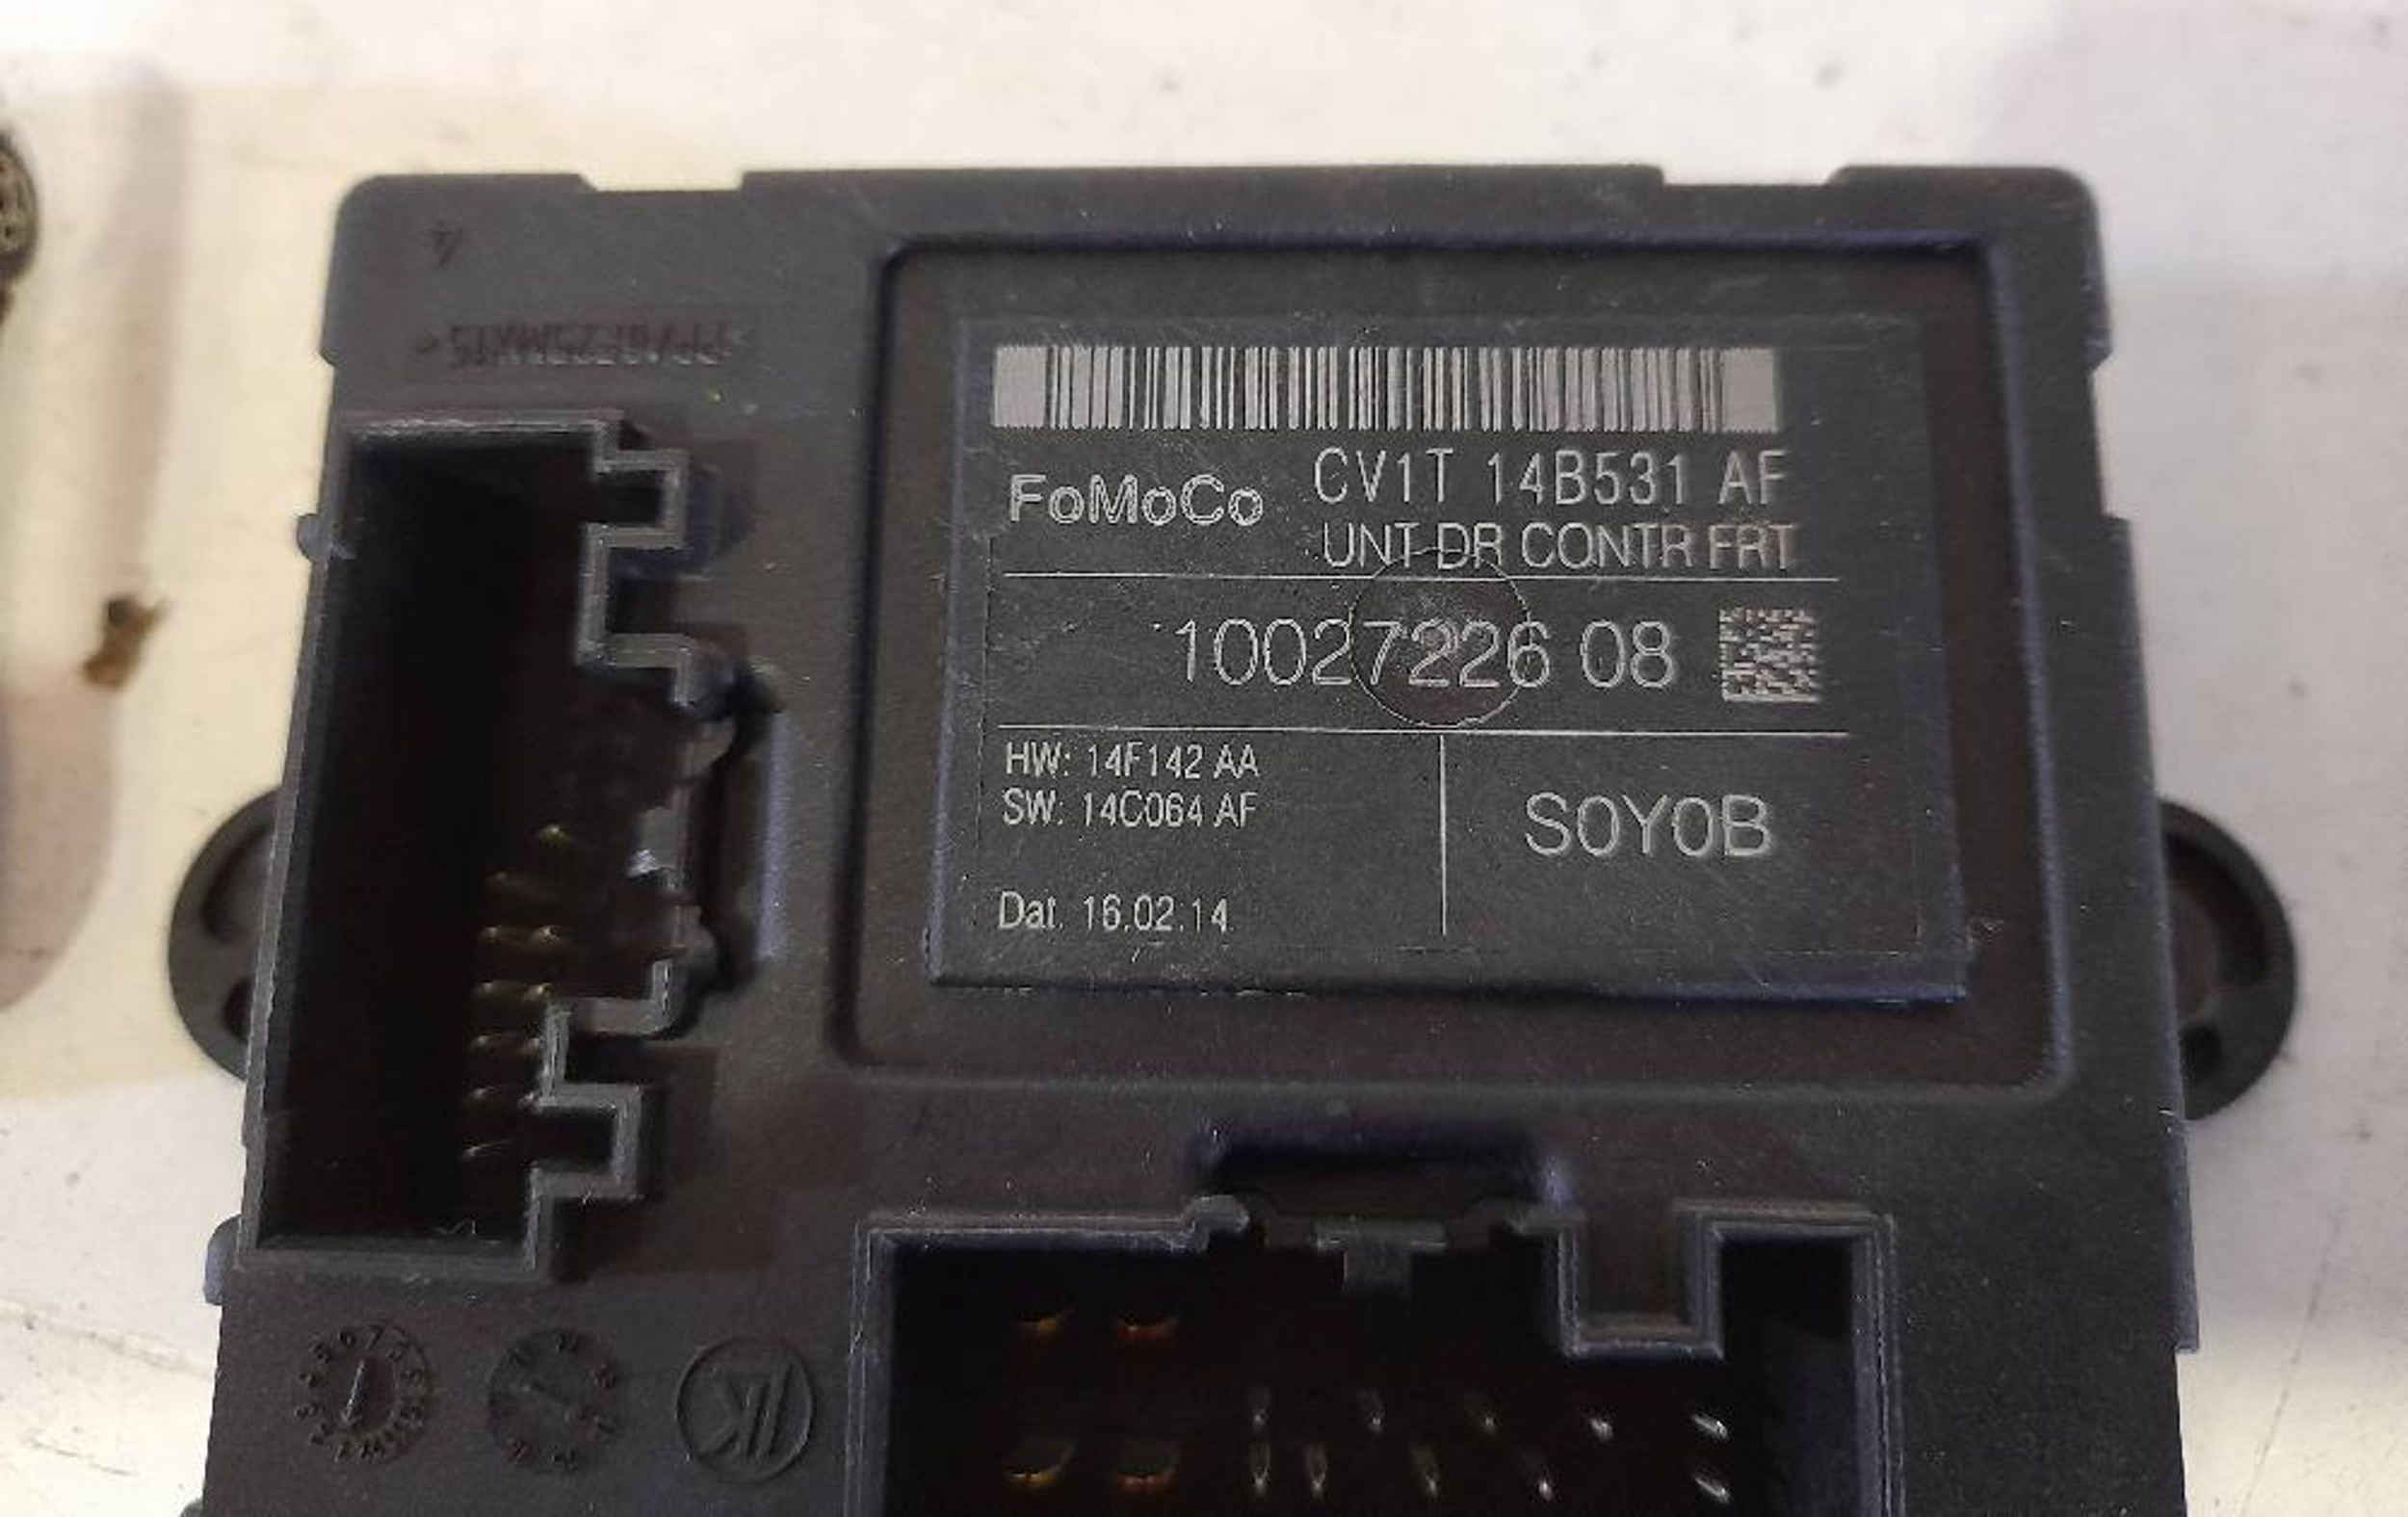 4
CV1T 14B531 AF
FoMoCo
UNT DR CONTR FRT
10027226 08
HW: 14F142 AA
SW: 14C064 AF
S0Y0B
Dat. 16.02.14